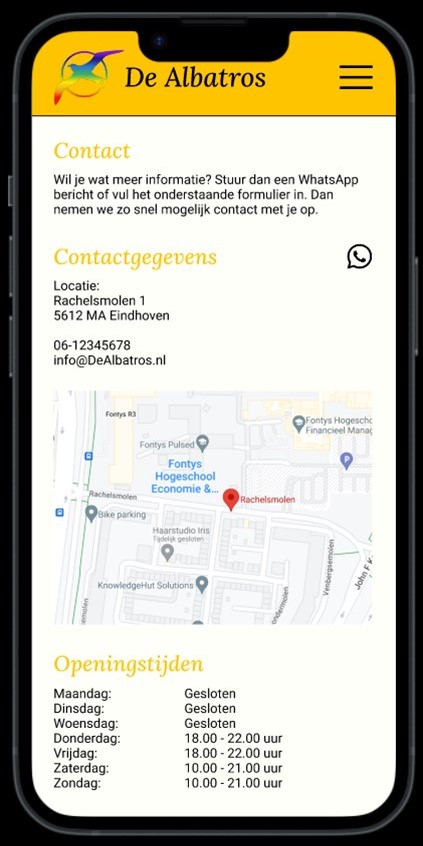 De Albatros
Contact
Wil je wat meer informatie? Stuur dan een WhatsApp
bericht of vul het onderstaande formulier in. Dan
nemen we zo snel mogelijk contact met je op.
Contactgegevens
Locatie:
Rachelsmolen 1
5612 MA Eindhoven
06-12345678
info@DeAlbatros.nl
Fontys R3
Fontys Hogescho
Financieel Manag
Fontys Pulsed
P
Fontys
Hogeschool
Economie &...
Rachelsmolen
Rachelsmolen
Bike parking
Haarstudio Iris
Tijdelijk gesloten
KnowledgeHut Solutions
Venbergsemolen
John F K
ondermolen
smolen
Openingstijden
Maandag: Gesloten
Dinsdag: Gesloten
Woensdag: Gesloten
Donderdag: 18.00 - 22.00 uur
Vrijdag: 18.00 - 22.00 uur
Zaterdag: 10.00 - 21.00 uur
Zondag: 10.00 - 21.00 uur